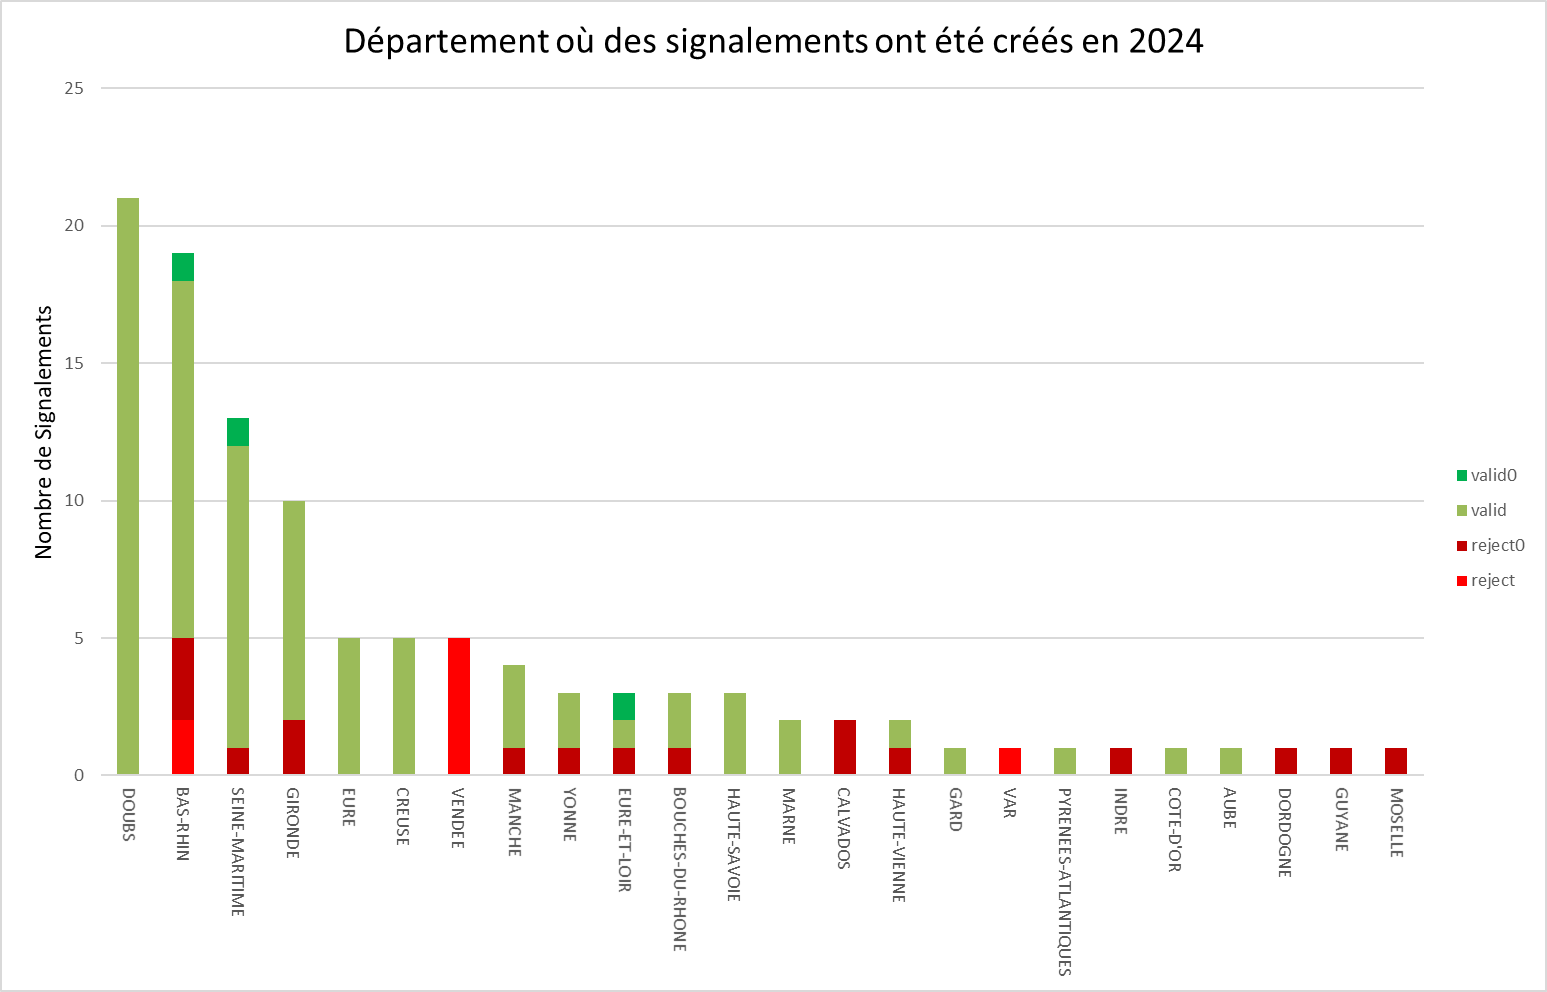 Département où des signalements ont été créés en 2024
Nombre de Signalements
25
20
15
10
5
0
DOUBS
BAS-RHIN
SEINE-MARITIME
GIRONDE
EURE
CREUSE
VENDEE
MANCHE
YONNE
EURE-ET-LOIR
BOUCHES-DU-RHONE
HAUTE-SAVOIE
MARNE
CALVADOS
HAUTE-VIENNE
GARD
VAR
PYRENEES-ATLANTIQUES
INDRE
COTE-D'OR
AUBE
DORDOGNE
GUYANE
MOSELLE
valid0
valid
reject0
reject